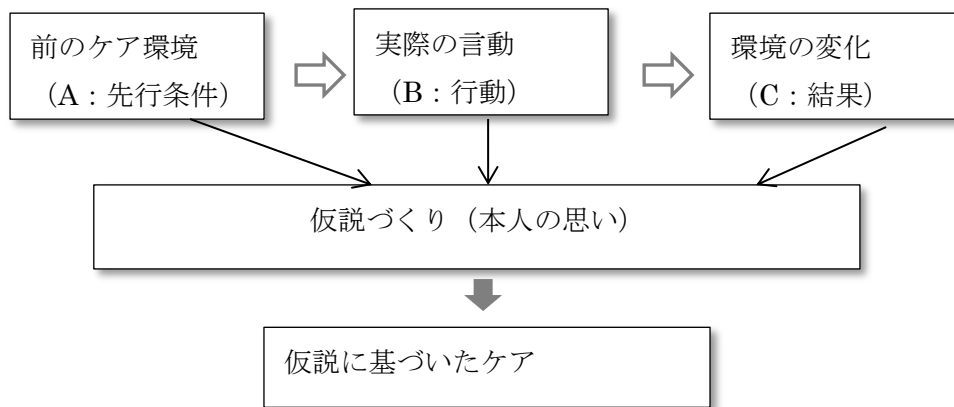 前のケア環境
（A：先行条件）
実際の言動
（B：行動）
環境の変化
（C：結果）
仮説づくり（本人の思い）
仮説に基づいたケア